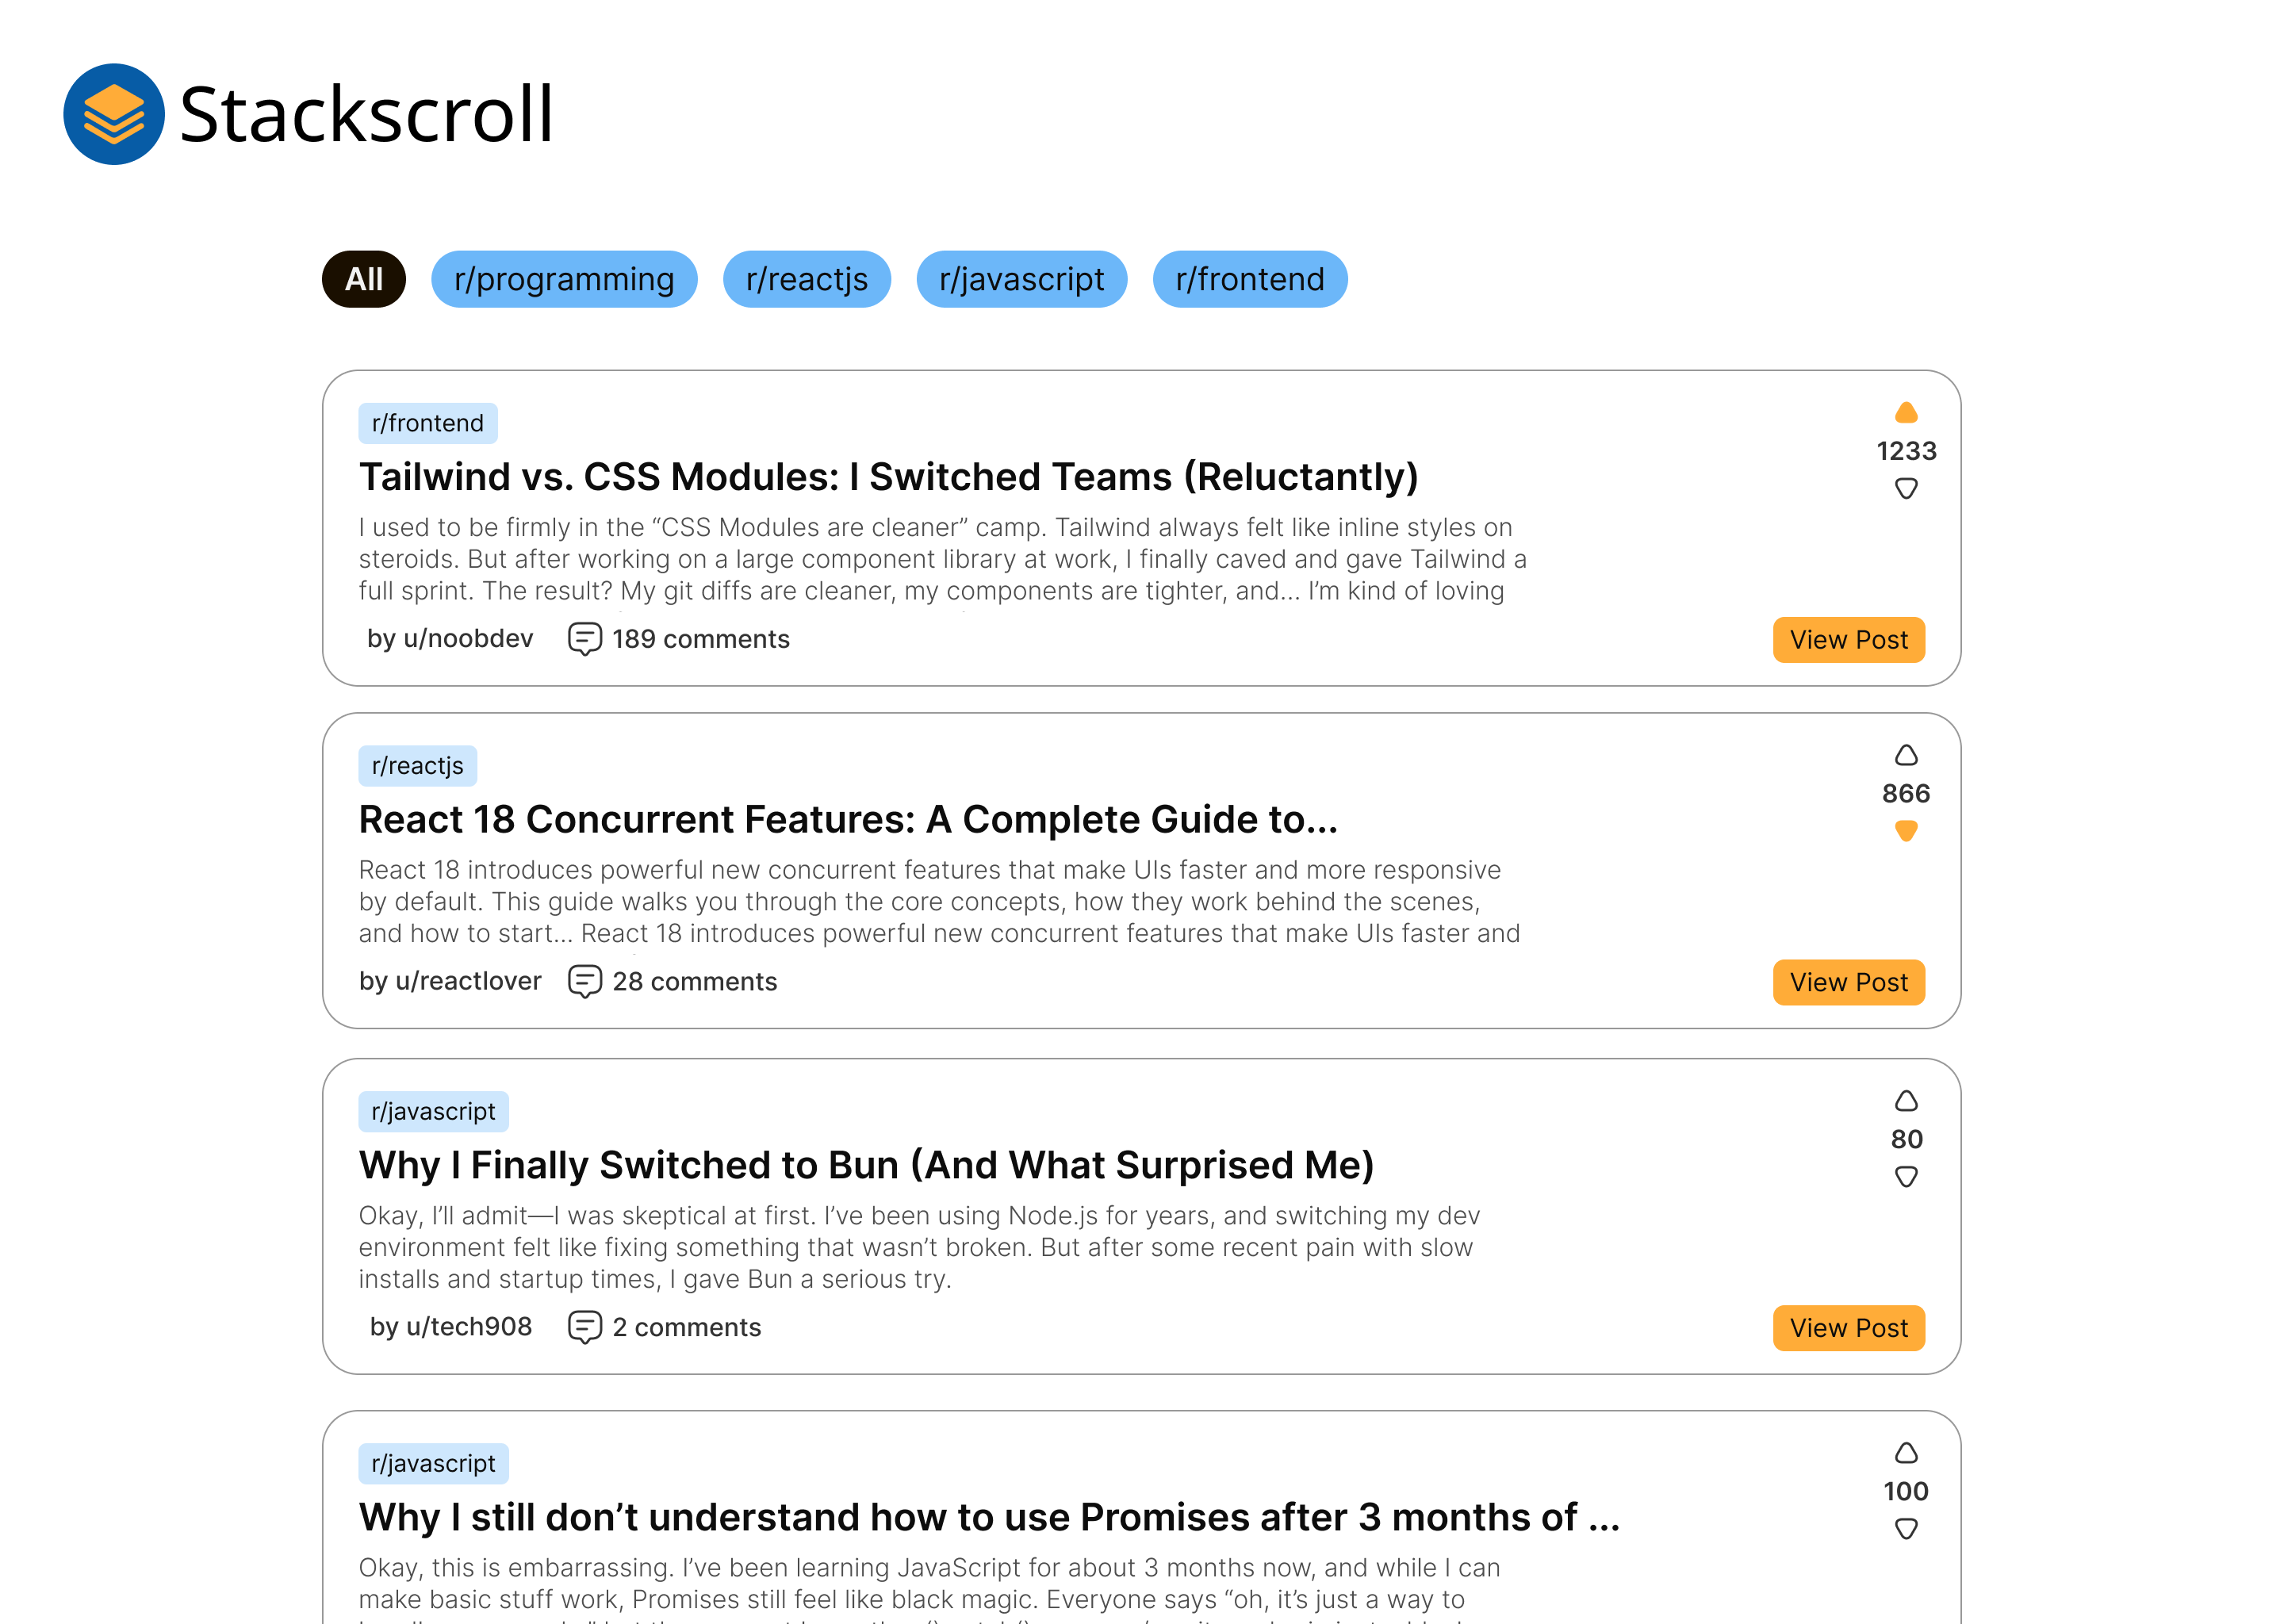 Stackscroll
All r/programming r/reactjs r/javascript r/frontend
r/frontend
1233
Tailwind vs. CSS Modules: I Switched Teams (Reluctantly)
I used to be firmly in the “CSS Modules are cleaner” camp. Tailwind always felt like inline styles on
steroids. But after working on a large component library at work, I finally caved and gave Tailwind a
full sprint. The result? My git diffs are cleaner, my components are tighter, and... I’m kind of loving
by u/noobdev 189 comments View Post
r/reactjs
866
React 18 Concurrent Features: A Complete Guide to...
React 18 introduces powerful new concurrent features that make UIs faster and more responsive
by default. This guide walks you through the core concepts, how they work behind the scenes,
and how to start... React 18 introduces powerful new concurrent features that make UIs faster and
by u/reactlover 28 comments View Post
r/javascript
80
Why I Finally Switched to Bun (And What Surprised Me)
Okay, I’ll admit—I was skeptical at first. I’ve been using Node.js for years, and switching my dev
environment felt like fixing something that wasn’t broken. But after some recent pain with slow
installs and startup times, I gave Bun a serious try.
by u/tech908 2 comments View Post
r/javascript
100
Why I still don’t understand how to use Promises after 3 months of ...
Okay, this is embarrassing. I’ve been learning JavaScript for about 3 months now, and while I can
make basic stuff work, Promises still feel like black magic. Everyone says “oh, it’s just a way to